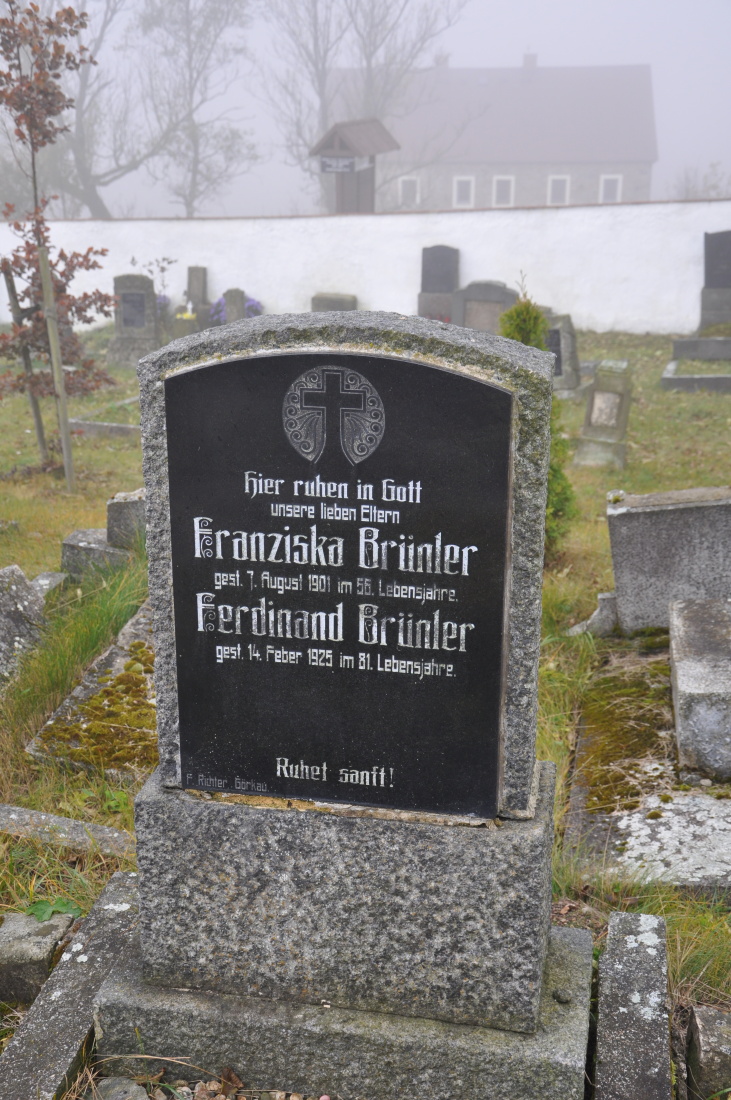 Hier ruhen in Gott
unsere lieben Eltern
Franziska Brünler
gest. 7. August 1901 im 56. Lebensjahre.
Ferdinand Brünler
gest. 14. Feber 1925 im 81. Lebensjahre.
Ruhet sanft!
F. Richter Görkau.